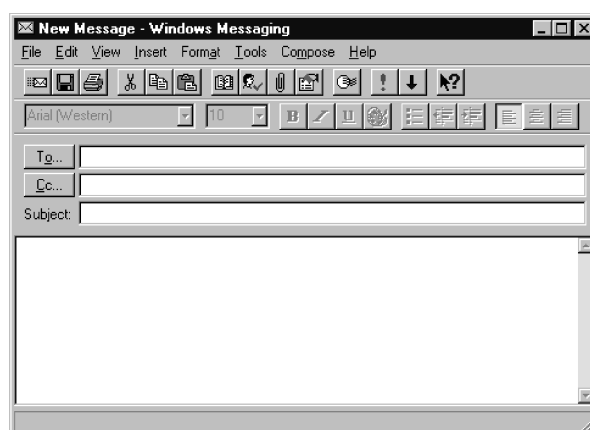 New Message - Windows Messaging
File Edit View Insert Format Tools Compose Help
Arial (Western) 10 B I U
To...
Cc...
Subject: